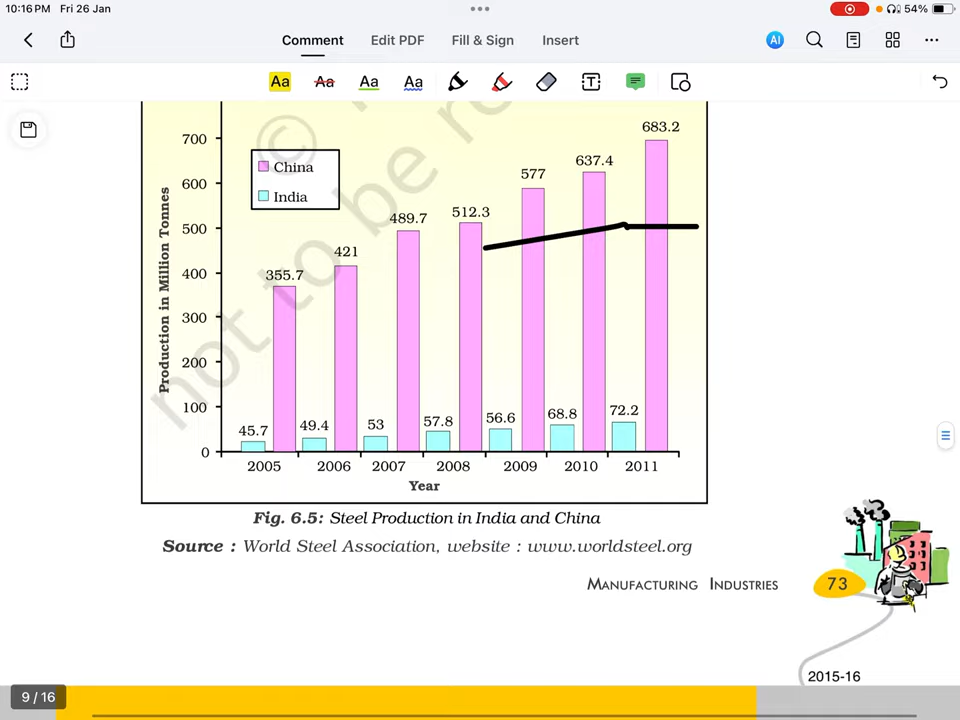 10:16 PM Fri 26 Jan
54%
Comment Edit PDF Fill & Sign Insert
AI
Aa Aa Aa Aa T
© 
not to be re
700
600
500
400
300
200
100
0
Production in Million Tonnes
China
India
45.7 355.7
49.4 421
53 489.7
57.8 512.3
56.6 577
68.8 637.4
72.2 683.2
2005 2006 2007 2008 2009 2010 2011
Year
Fig. 6.5: Steel Production in India and China
Source : World Steel Association, website : www.worldsteel.org
MANUFACTURING INDUSTRIES 73
2015-16
9 / 16